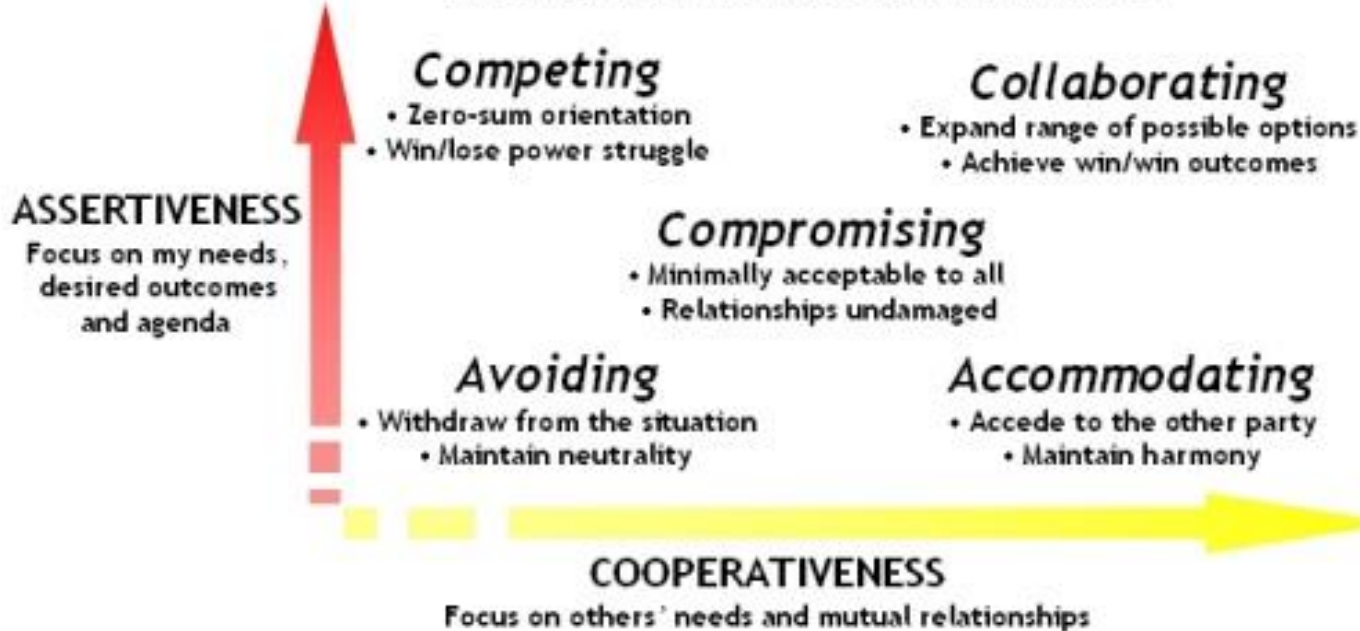 Competing
• Zero-sum orientation
• Win/lose power struggle
Collaborating
• Expand range of possible options
• Achieve win/win outcomes
ASSERTIVENESS
Focus on my needs,
desired outcomes
and agenda
Compromising
• Minimally acceptable to all
• Relationships undamaged
Avoiding
• Withdraw from the situation
• Maintain neutrality
Accommodating
• Accede to the other party
• Maintain harmony
COOPERATIVENESS
Focus on others' needs and mutual relationships